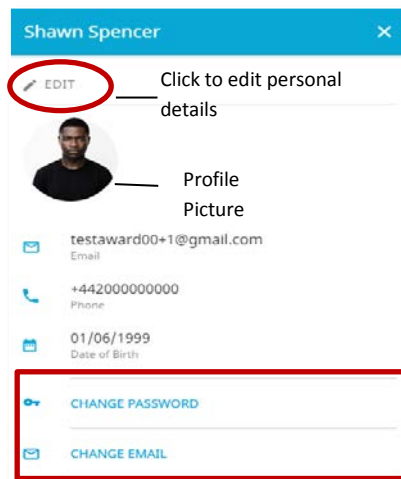 Shawn Spencer
EDIT
Click to edit personal
details
Profile
Picture
testaward00+1@gmail.com
Email
+442000000000
Phone
01/06/1999
Date of Birth
CHANGE PASSWORD
CHANGE EMAIL